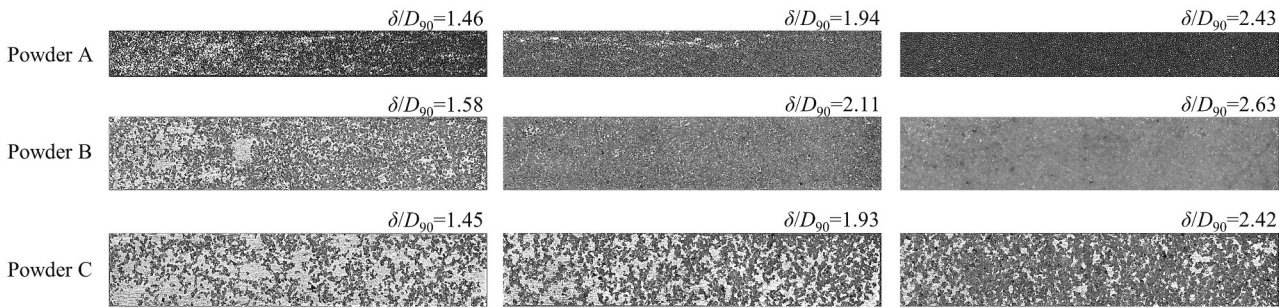 δ/D90=1.46 δ/D90=1.94 δ/D90=2.43
Powder A
δ/D90=1.58 δ/D90=2.11 δ/D90=2.63
Powder B
δ/D90=1.45 δ/D90=1.93 δ/D90=2.42
Powder C